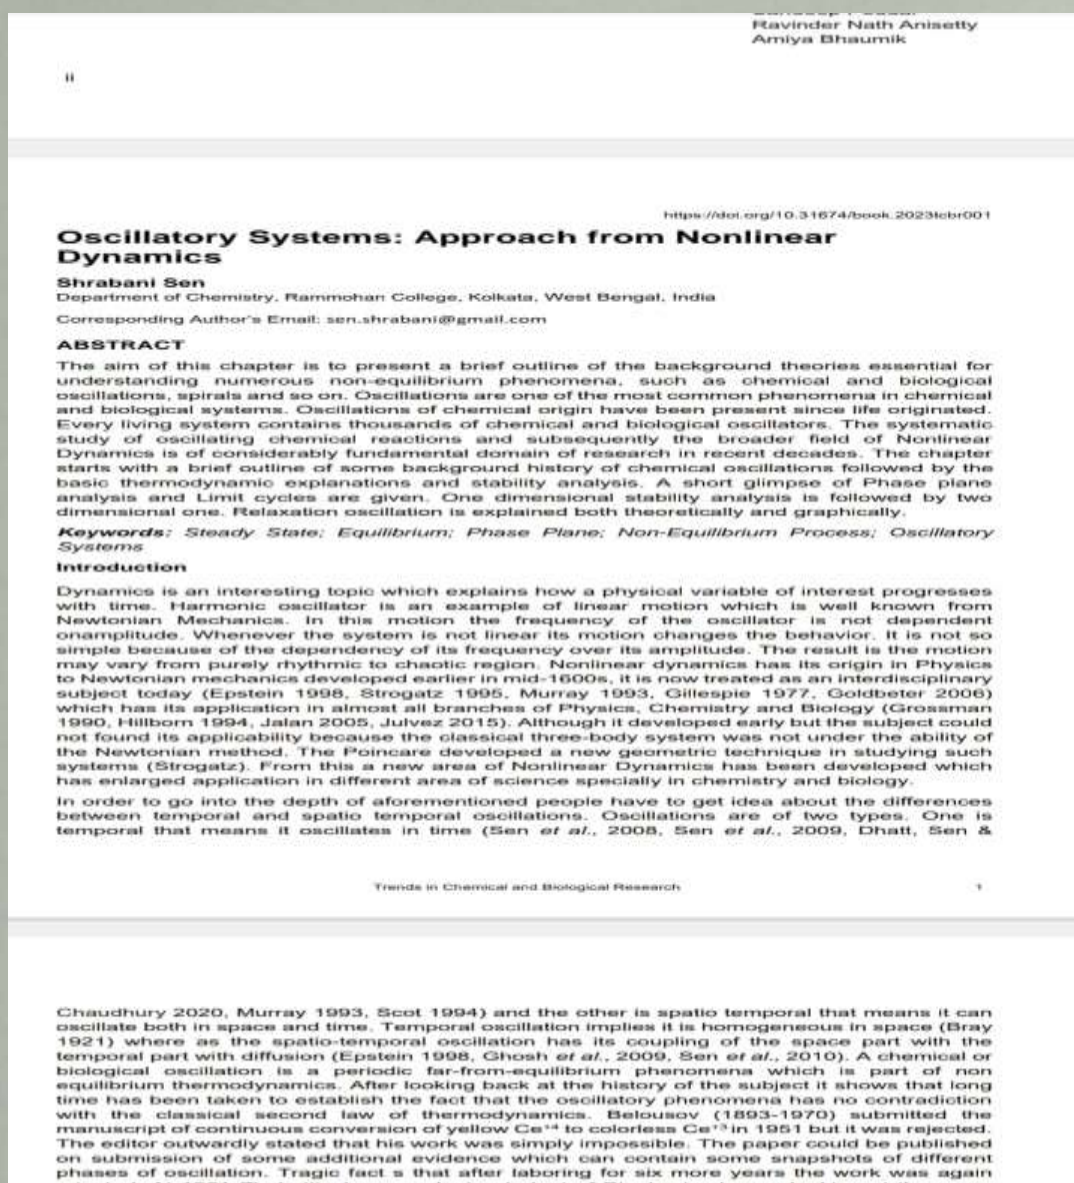 Ravinder Nath Anisetty
Amiya Bhaumik
ii
https://doi.org/10.31674/book.2023tcbr001
Oscillatory Systems: Approach from Nonlinear
Dynamics
Shrabani Sen
Department of Chemistry, Rammohan College, Kolkata, West Bengal, India
Corresponding Author's Email: sen.shrabani@gmail.com
ABSTRACT
The aim of this chapter is to present a brief outline of the background theories essential for
understanding numerous non-equilibrium phenomena, such as chemical and biological
oscillations, spirals and so on. Oscillations are one of the most common phenomena in chemical
and biological systems. Oscillations of chemical origin have been present since life originated.
Every living system contains thousands of chemical and biological oscillators. The systematic
study of oscillating chemical reactions and subsequently the broader field of Nonlinear
Dynamics is of considerably fundamental domain of research in recent decades. The chapter
starts with a brief outline of some background history of chemical oscillations followed by the
basic thermodynamic explanations and stability analysis. A short glimpse of Phase plane
analysis and Limit cycles are given. One dimensional stability analysis is followed by two
dimensional one. Relaxation oscillation is explained both theoretically and graphically.
Keywords: Steady State; Equilibrium; Phase Plane; Non-Equilibrium Process; Oscillatory
Systems
Introduction
Dynamics is an interesting topic which explains how a physical variable of interest progresses
with time. Harmonic oscillator is an example of linear motion which is well known from
Newtonian Mechanics. In this motion the frequency of the oscillator is not dependent
onamplitude. Whenever the system is not linear its motion changes the behavior. It is not so
simple because of the dependency of its frequency over its amplitude. The result is the motion
may vary from purely rhythmic to chaotic region. Nonlinear dynamics has its origin in Physics
to Newtonian mechanics developed earlier in mid-1600s, it is now treated as an interdisciplinary
subject today (Epstein 1998, Strogatz 1995, Murray 1993, Gillespie 1977, Goldbeter 2006)
which has its application in almost all branches of Physics, Chemistry and Biology (Grossman
1990, Hillborn 1994, Jalan 2005, Julvez 2015). Although it developed early but the subject could
not found its applicability because the classical three-body system was not under the ability of
the Newtonian method. The Poincare developed a new geometric technique in studying such
systems (Strogatz). From this a new area of Nonlinear Dynamics has been developed which
has enlarged application in different area of science specially in chemistry and biology.
In order to go into the depth of aforementioned people have to get idea about the differences
between temporal and spatio temporal oscillations. Oscillations are of two types. One is
temporal that means it oscillates in time (Sen et al., 2008, Sen et al., 2009, Dhatt, Sen &
Trends in Chemical and Biological Research 1
Chaudhury 2020, Murray 1993, Scot 1994) and the other is spatio temporal that means it can
oscillate both in space and time. Temporal oscillation implies it is homogeneous in space (Bray
1921) where as the spatio-temporal oscillation has its coupling of the space part with the
temporal part with diffusion (Epstein 1998, Ghosh et al., 2009, Sen et al., 2010). A chemical or
biological oscillation is a periodic far-from-equilibrium phenomena which is part of non
equilibrium thermodynamics. After looking back at the history of the subject it shows that long
time has been taken to establish the fact that the oscillatory phenomena has no contradiction
with the classical second law of thermodynamics. Belousov (1893-1970) submitted the
manuscript of continuous conversion of yellow Ce⁺⁴ to colorless Ce⁺³ in 1951 but it was rejected.
The editor outwardly stated that his work was simply impossible. The paper could be published
on submission of some additional evidence which can contain some snapshots of different
phases of oscillation. Tragic fact s that after laboring for six more years the work was again